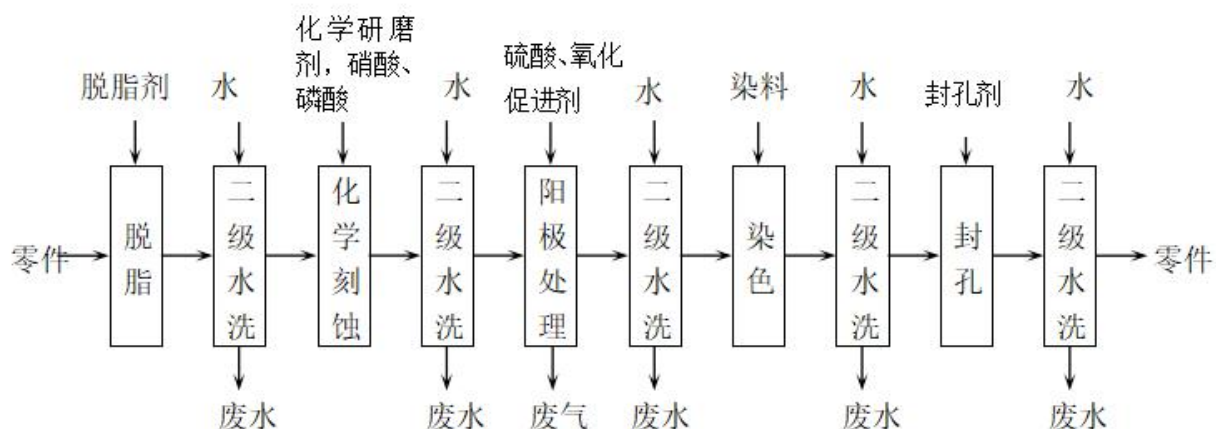 化学研磨
剂，硝酸、
磷酸
硫酸、氧化
促进剂
脱脂剂
水
水
水
染料
水
封孔剂
水
零件
脱脂
二级水洗
化学刻蚀
二级水洗
阳极处理
二级水洗
染色
二级水洗
封孔
二级水洗
零件
废水
废水
废气
废水
废水
废水